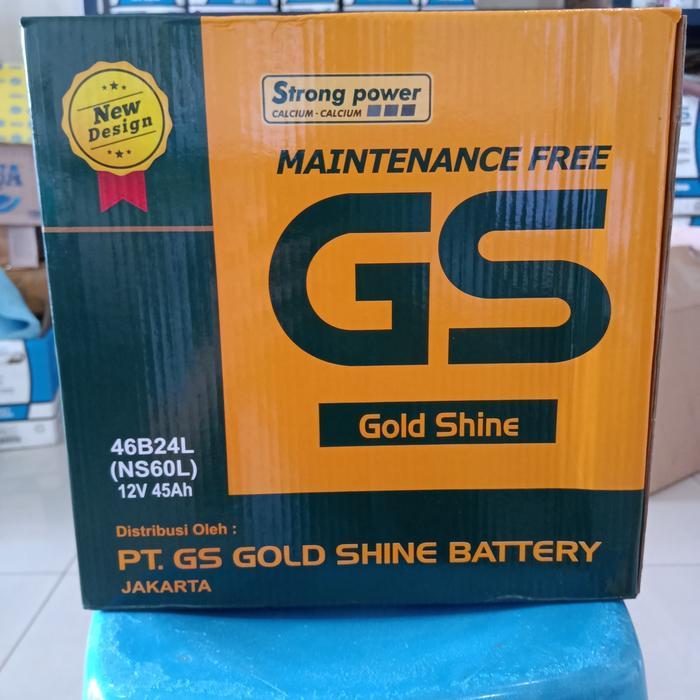 New
Design
Strong power
CALCIUM - CALCIUM
MAINTENANCE FREE
GS
Gold Shine
46B24L
(NS60L)
12V 45Ah
Distribusi Oleh :
PT. GS GOLD SHINE BATTERY
JAKARTA